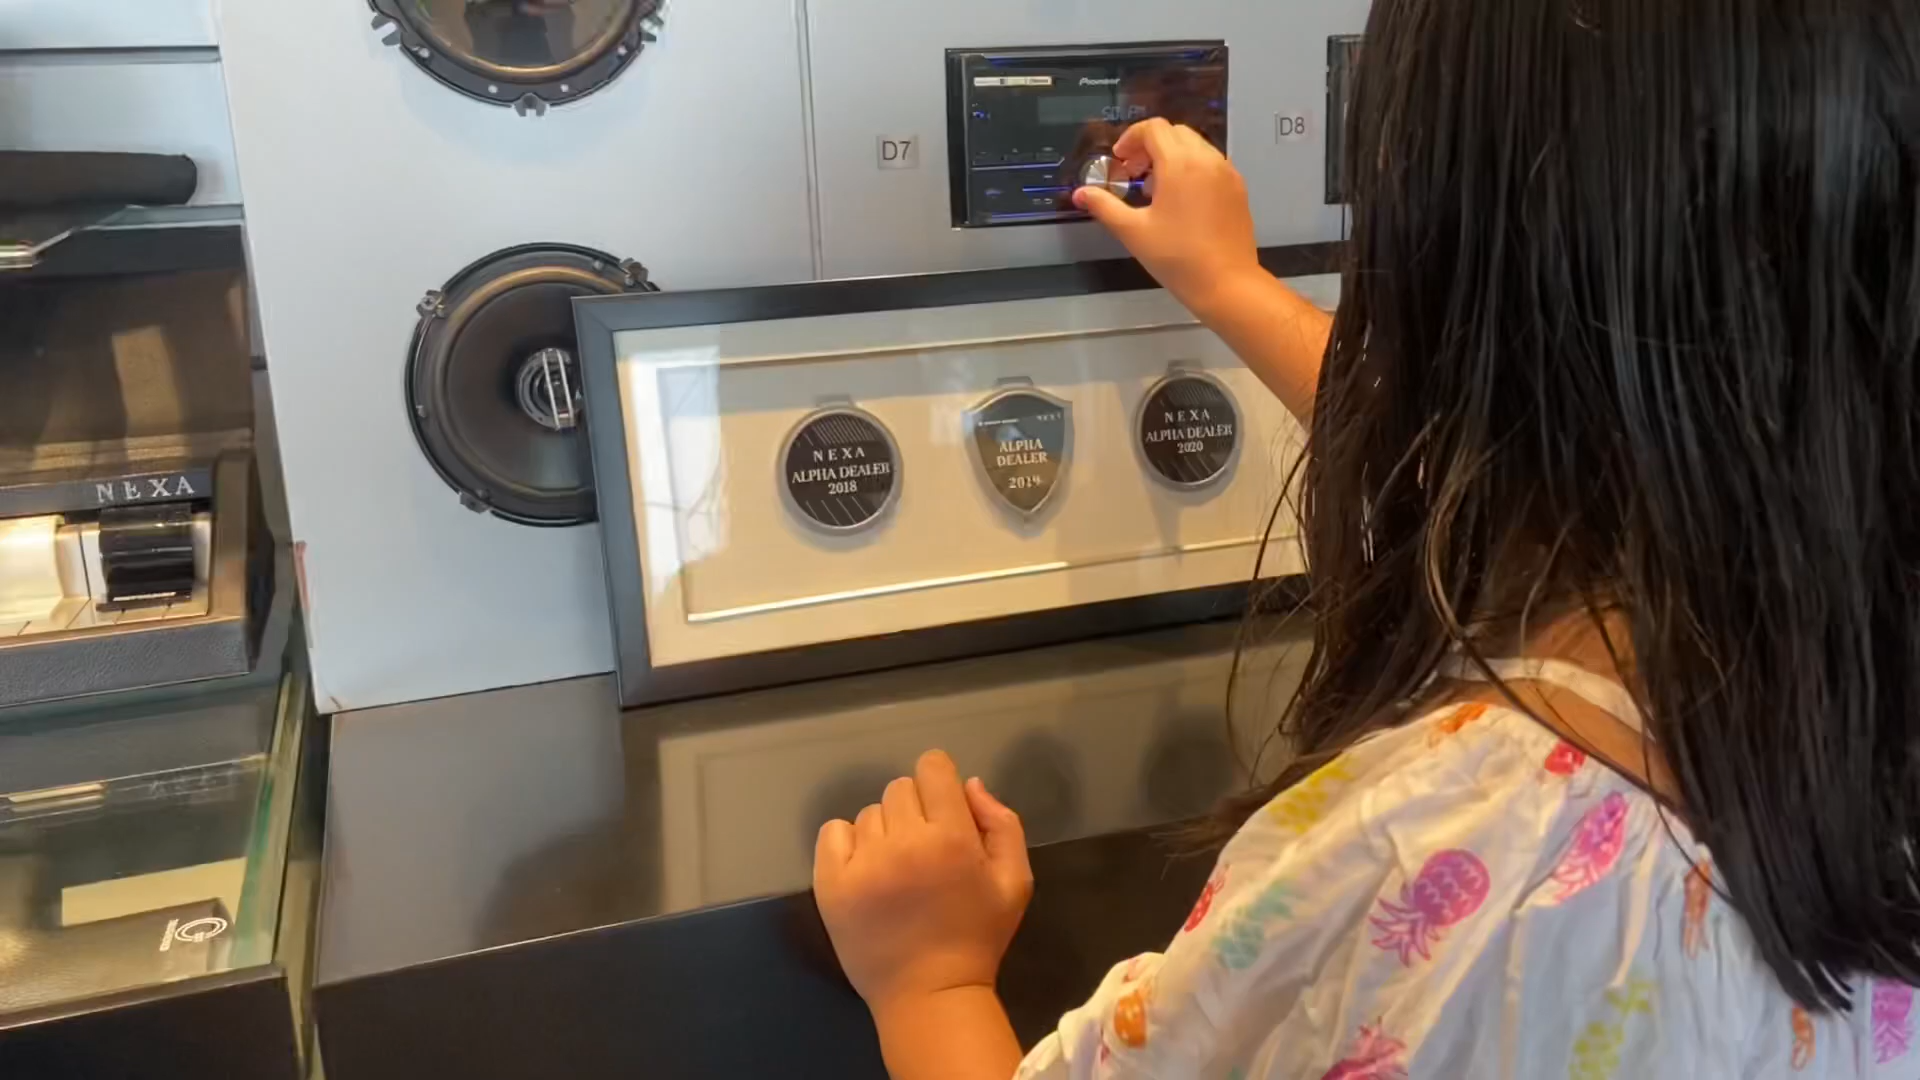 Pioneer
D7
D8
NEXA
ALPHA DEALER
2018
ALPHA
DEALER
2019
NEXA
ALPHA DEALER
2020
NEXA